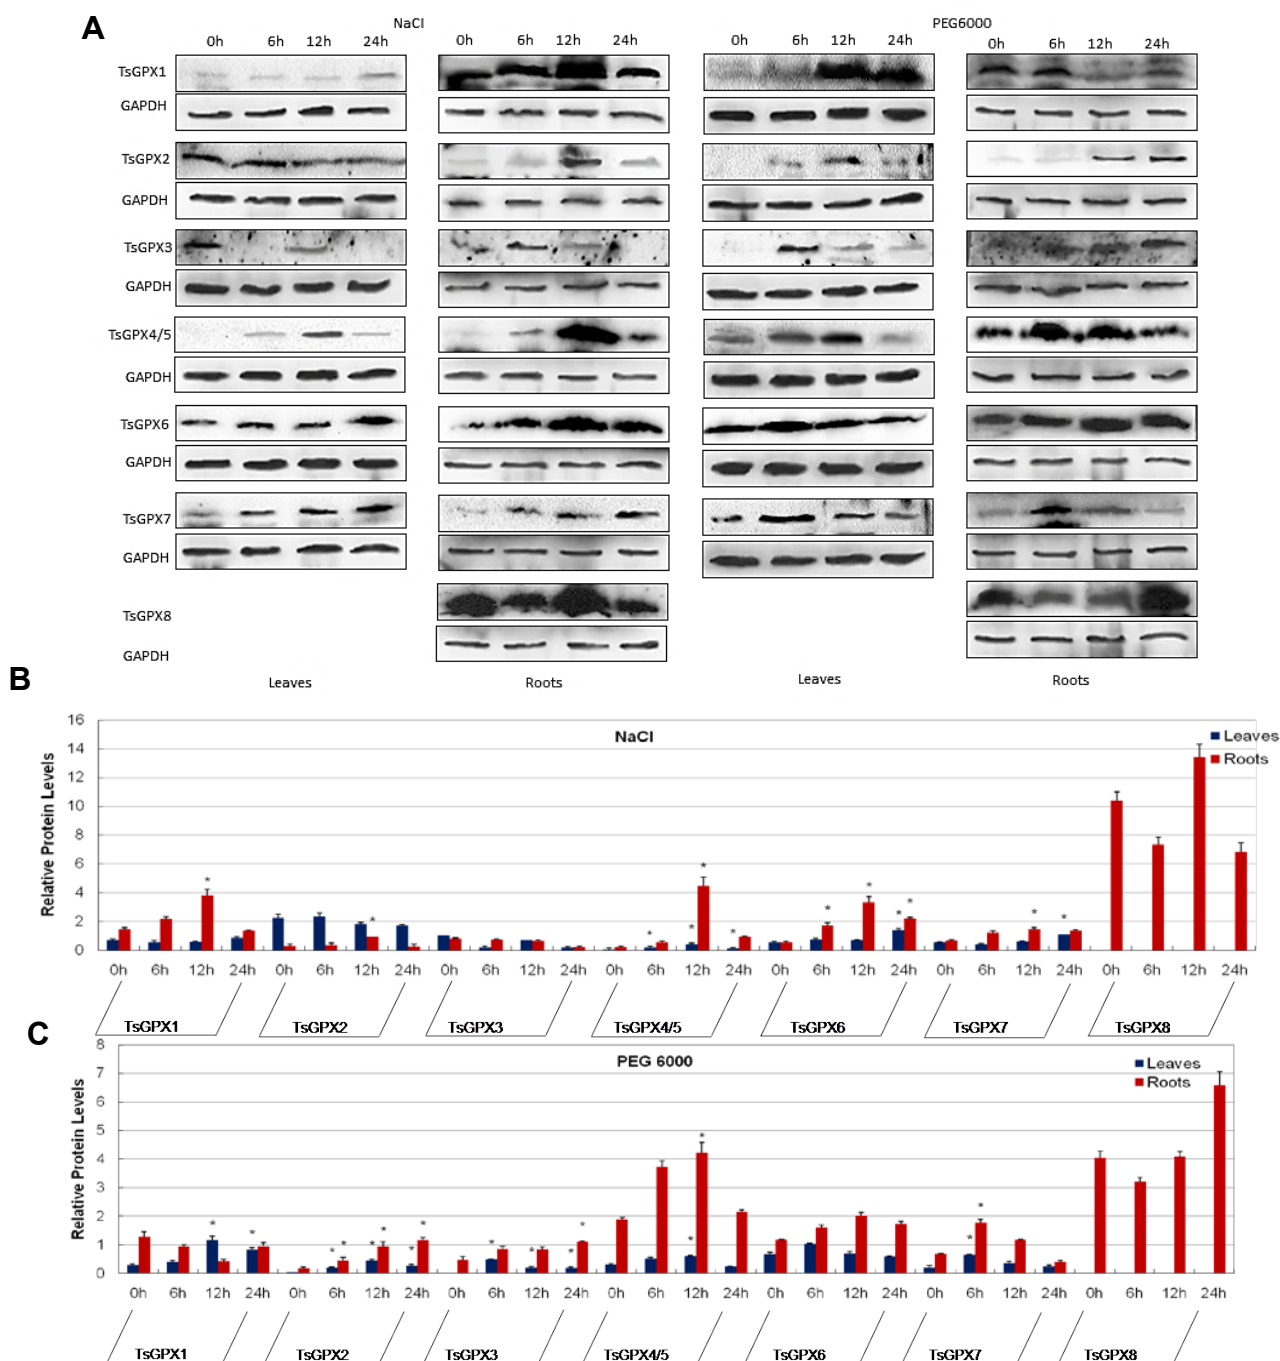 A
NaCl
PEG6000
0h 6h 12h 24h 0h 6h 12h 24h 0h 6h 12h 24h 0h 6h 12h 24h
TsGPX1
GAPDH
TsGPX2
GAPDH
TsGPX3
GAPDH
TsGPX4/5
GAPDH
TsGPX6
GAPDH
TsGPX7
GAPDH
TsGPX8
GAPDH
Leaves Roots Leaves Roots
B
NaCl
Leaves
Roots
Relative Protein Levels
16
14
12
10
8
6
4
2
0
* * * * * * * * * * * *
0h 6h 12h 24h 0h 6h 12h 24h 0h 6h 12h 24h 0h 6h 12h 24h 0h 6h 12h 24h 0h 6h 12h 24h 0h 6h 12h 24h
TsGPX1 TsGPX2 TsGPX3 TsGPX4/5 TsGPX6 TsGPX7 TsGPX8
C
PEG 6000
Leaves
Roots
Relative Protein Levels
8
7
6
5
4
3
2
1
0
* * * * * * * * * * * * * * * *
0h 6h 12h 24h 0h 6h 12h 24h 0h 6h 12h 24h 0h 6h 12h 24h 0h 6h 12h 24h 0h 6h 12h 24h 0h 6h 12h 24h
TsGPX1 TsGPX2 TsGPX3 TsGPX4/5 TsGPX6 TsGPX7 TsGPX8